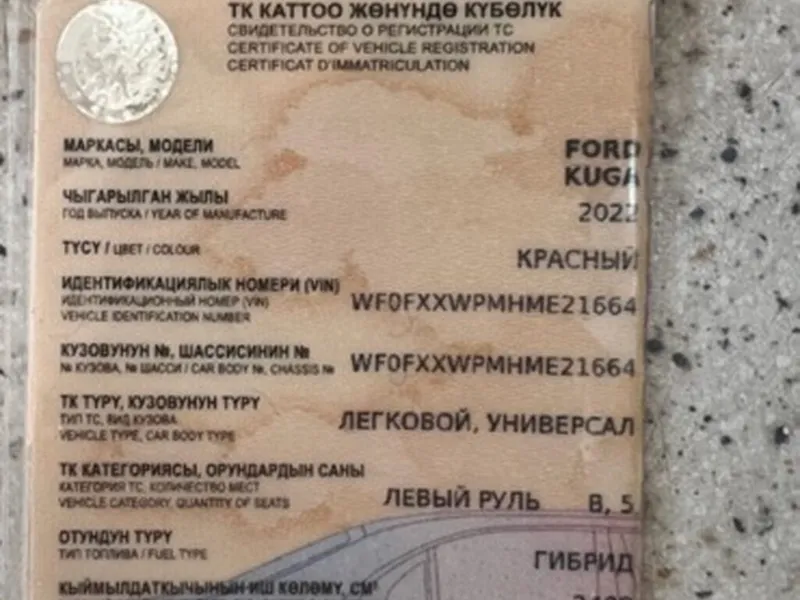 ТК КАТТОО ЖӨНҮНДӨ КҮБӨЛҮК
СВИДЕТЕЛЬСТВО О РЕГИСТРАЦИИ ТС
CERTIFICATE OF VEHICLE REGISTRATION
CERTIFICAT D'IMMATRICULATION
МАРКАСЫ, МОДЕЛИ
МАРКА, МОДЕЛЬ / MAKE, MODEL
FORD
KUGA
ЧЫГАРЫЛГАН ЖЫЛЫ
ГОД ВЫПУСКА / YEAR OF MANUFACTURE
2022
ТҮСҮ / ЦВЕТ / COLOUR
КРАСНЫЙ
ИДЕНТИФИКАЦИЯЛЫК НОМЕРИ (VIN)
ИДЕНТИФИКАЦИОННЫЙ НОМЕР (VIN)
VEHICLE IDENTIFICATION NUMBER
WF0FXXWPMHME21664
КУЗОВУНУН №, ШАССИСИНИН №
№ КУЗОВА, № ШАССИ / CAR BODY №, CHASSIS №
WF0FXXWPMHME21664
ТК ТҮРҮ, КУЗОВУНУН ТҮРҮ
ТИП ТС, ВИД КУЗОВА
VEHICLE TYPE, CAR BODY TYPE
ЛЕГКОВОЙ, УНИВЕРСАЛ
ТК КАТЕГОРИЯСЫ, ОРУНДАРДЫН САНЫ
КАТЕГОРИЯ ТС, КОЛИЧЕСТВО МЕСТ
VEHICLE CATEGORY, QUANTITY OF SEATS
ЛЕВЫЙ РУЛЬ B, 5
ОТУНДУН ТҮРҮ
ТИП ТОПЛИВА / FUEL TYPE
ГИБРИД
КЫЙМЫЛДАТКЫЧЫНЫН ИШ КӨЛӨМҮ, СМ³